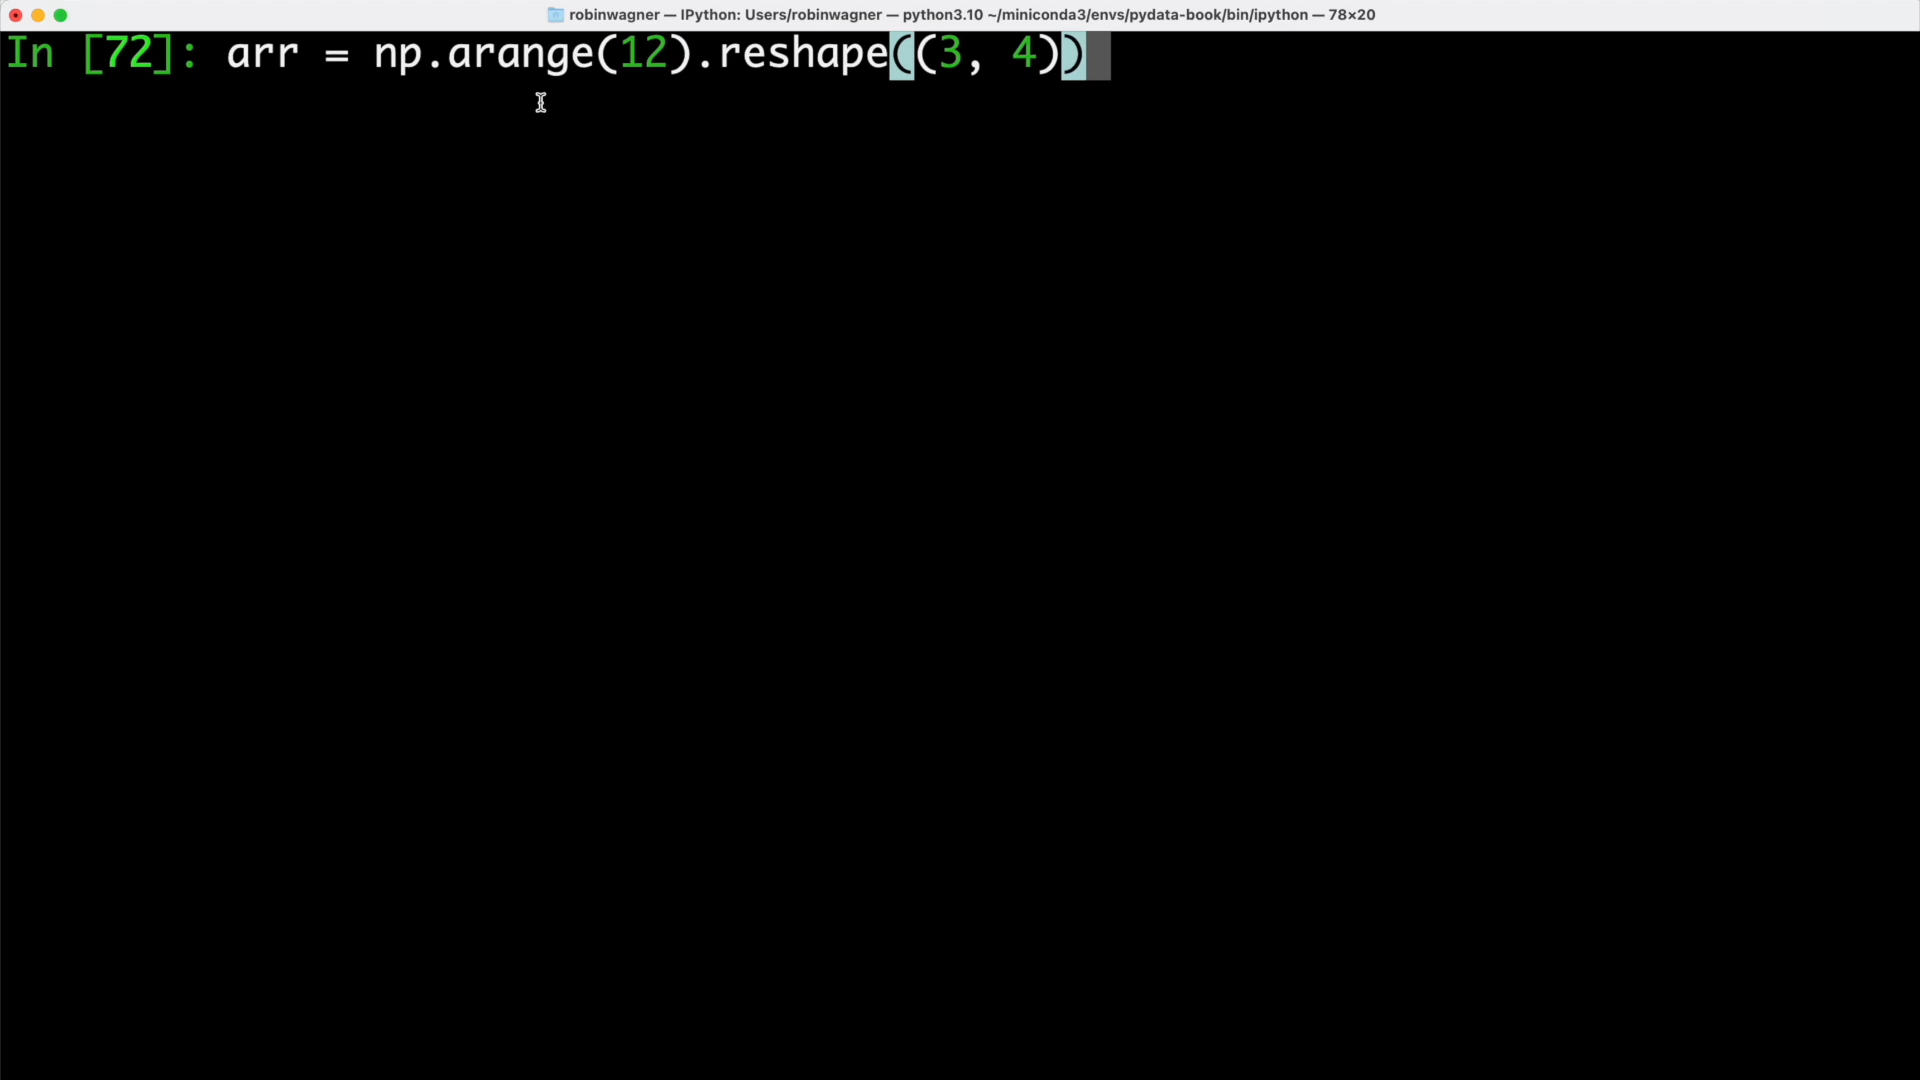 robinwagner — IPython: Users/robinwagner — python3.10 ~/miniconda3/envs/pydata-book/bin/ipython — 78×20
In [72]: arr = np.arange(12).reshape((3, 4))